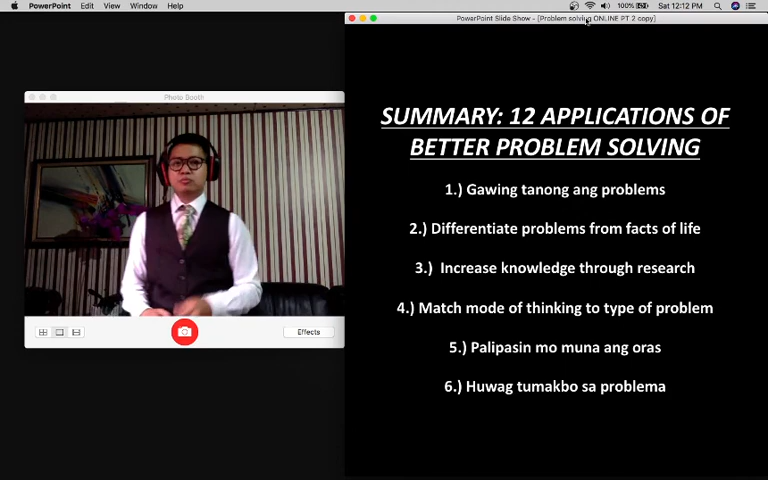 PowerPoint Edit View Window Help 100% Sat 12:12 PM
PowerPoint Slide Show - [Problem solving ONLINE PT 2 copy]
Photo Booth
SUMMARY: 12 APPLICATIONS OF
BETTER PROBLEM SOLVING
1.) Gawing tanong ang problems
2.) Differentiate problems from facts of life
3.) Increase knowledge through research
4.) Match mode of thinking to type of problem
5.) Palipasin mo muna ang oras
6.) Huwag tumakbo sa problema
Effects